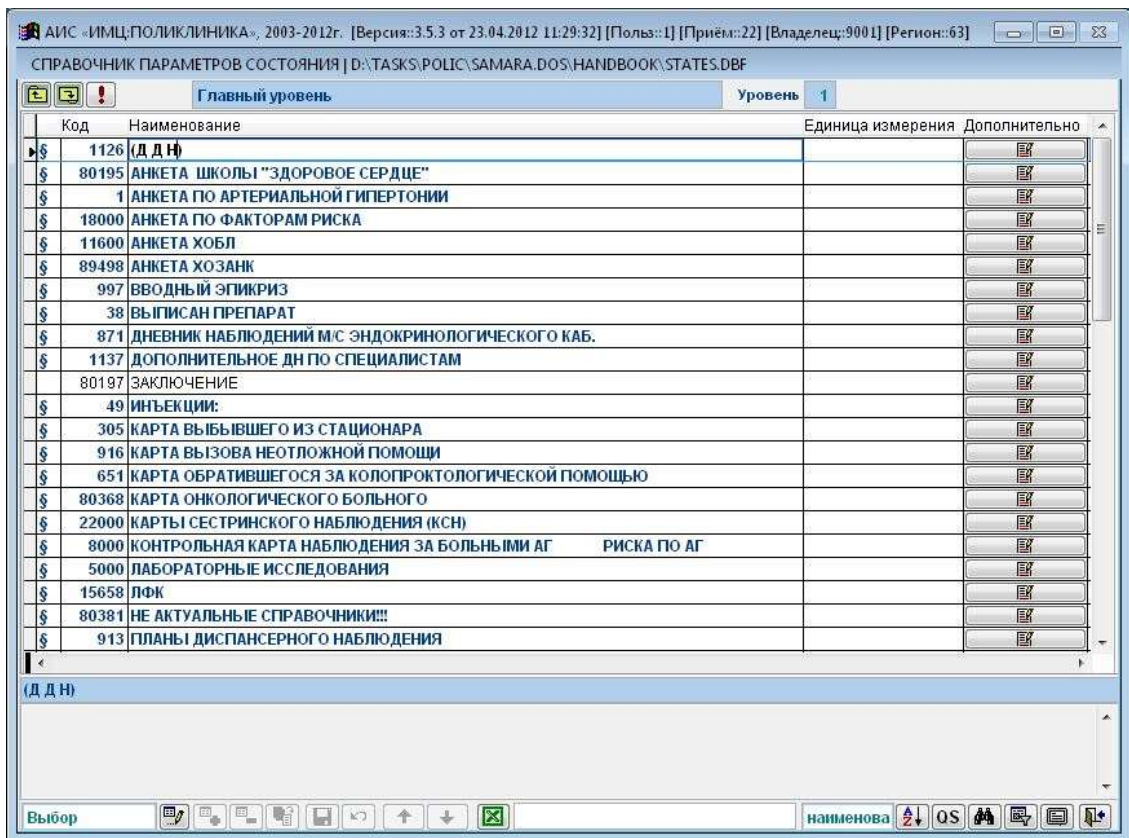 АИС «ИМЦ:ПОЛИКЛИНИКА», 2003-2012г. [Версия::3.5.3 от 23.04.2012 11:29:32] [Польз::1] [Приём::22] [Владелец::9001] [Регион::63]
СПРАВОЧНИК ПАРАМЕТРОВ СОСТОЯНИЯ | D:\TASKS\POLIC\SAMARA.DOS\HANDBOOK\STATES.DBF
Главный уровень Уровень 1
Код Наименование Единица измерения Дополнительно
§ 1126 (Д Д Н)
§ 80195 АНКЕТА ШКОЛЫ "ЗДОРОВОЕ СЕРДЦЕ"
§ 1 АНКЕТА ПО АРТЕРИАЛЬНОЙ ГИПЕРТОНИИ
§ 18000 АНКЕТА ПО ФАКТОРАМ РИСКА
§ 11600 АНКЕТА ХОБЛ
§ 89498 АНКЕТА ХОЗАНК
§ 997 ВВОДНЫЙ ЭПИКРИЗ
§ 38 ВЫПИСАН ПРЕПАРАТ
§ 871 ДНЕВНИК НАБЛЮДЕНИЙ М/С ЭНДОКРИНОЛОГИЧЕСКОГО КАБ.
§ 1137 ДОПОЛНИТЕЛЬНОЕ ДН ПО СПЕЦИАЛИСТАМ
80197 ЗАКЛЮЧЕНИЕ
§ 49 ИНЪЕКЦИИ:
§ 305 КАРТА ВЫБЫВШЕГО ИЗ СТАЦИОНАРА
§ 916 КАРТА ВЫЗОВА НЕОТЛОЖНОЙ ПОМОЩИ
§ 651 КАРТА ОБРАТИВШЕГОСЯ ЗА КОЛОПРОКТОЛОГИЧЕСКОЙ ПОМОЩЬЮ
§ 80368 КАРТА ОНКОЛОГИЧЕСКОГО БОЛЬНОГО
§ 22000 КАРТЫ СЕСТРИНСКОГО НАБЛЮДЕНИЯ (КСН)
§ 8000 КОНТРОЛЬНАЯ КАРТА НАБЛЮДЕНИЯ ЗА БОЛЬНЫМИ АГ РИСКА ПО АГ
§ 5000 ЛАБОРАТОРНЫЕ ИССЛЕДОВАНИЯ
§ 15658 ЛФК
§ 80381 НЕ АКТУАЛЬНЫЕ СПРАВОЧНИКИ!!!
§ 913 ПЛАНЫ ДИСПАНСЕРНОГО НАБЛЮДЕНИЯ
(Д Д Н)
Выбор наименова QS